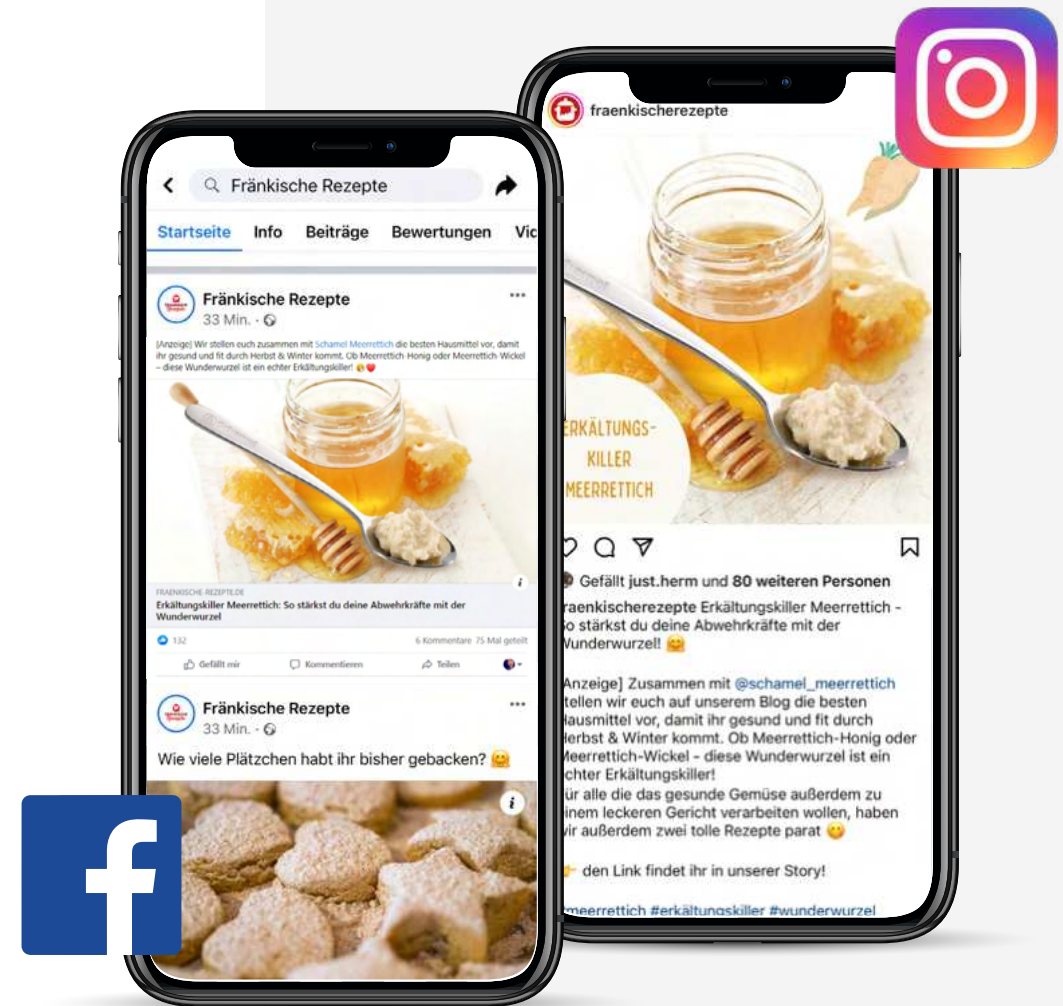 Fränkische Rezepte
Startseite Info Beiträge Bewertungen Vic
Fränkische Rezepte
33 Min. ·
[Anzeige] Wir stellen euch zusammen mit Schamel Meerrettich die besten Hausmittel vor, damit
ihr gesund und fit durch Herbst & Winter kommt. Ob Meerrettich-Honig oder Meerrettich-Wickel
– diese Wunderwurzel ist ein echter Erkältungskiller! 🤧❤️
FRAENKISCHE-REZEPTE.DE
Erkältungskiller Meerrettich: So stärkst du deine Abwehrkräfte mit der
Wunderwurzel
132 6 Kommentare 75 Mal geteilt
Gefällt mir Kommentieren Teilen
Fränkische Rezepte
33 Min. ·
Wie viele Plätzchen habt ihr bisher gebacken? 🤗
fraenkischerezepte
ERKÄLTUNGS-
KILLER
MEERRETTICH
Gefällt just.herm und 80 weiteren Personen
raenkischerezepte Erkältungskiller Meerrettich -
So stärkst du deine Abwehrkräfte mit der
Wunderwurzel! 🤗
Anzeige] Zusammen mit @schamel_meerrettich
tellen wir euch auf unserem Blog die besten
Hausmittel vor, damit ihr gesund und fit durch
Herbst & Winter kommt. Ob Meerrettich-Honig oder
Meerrettich-Wickel - diese Wunderwurzel ist ein
chter Erkältungskiller!
ür alle die das gesunde Gemüse außerdem zu
inem leckeren Gericht verarbeiten wollen, haben
ir außerdem zwei tolle Rezepte parat 😋
👉 den Link findet ihr in unserer Story!
#meerrettich #erkältungskiller #wunderwurzel